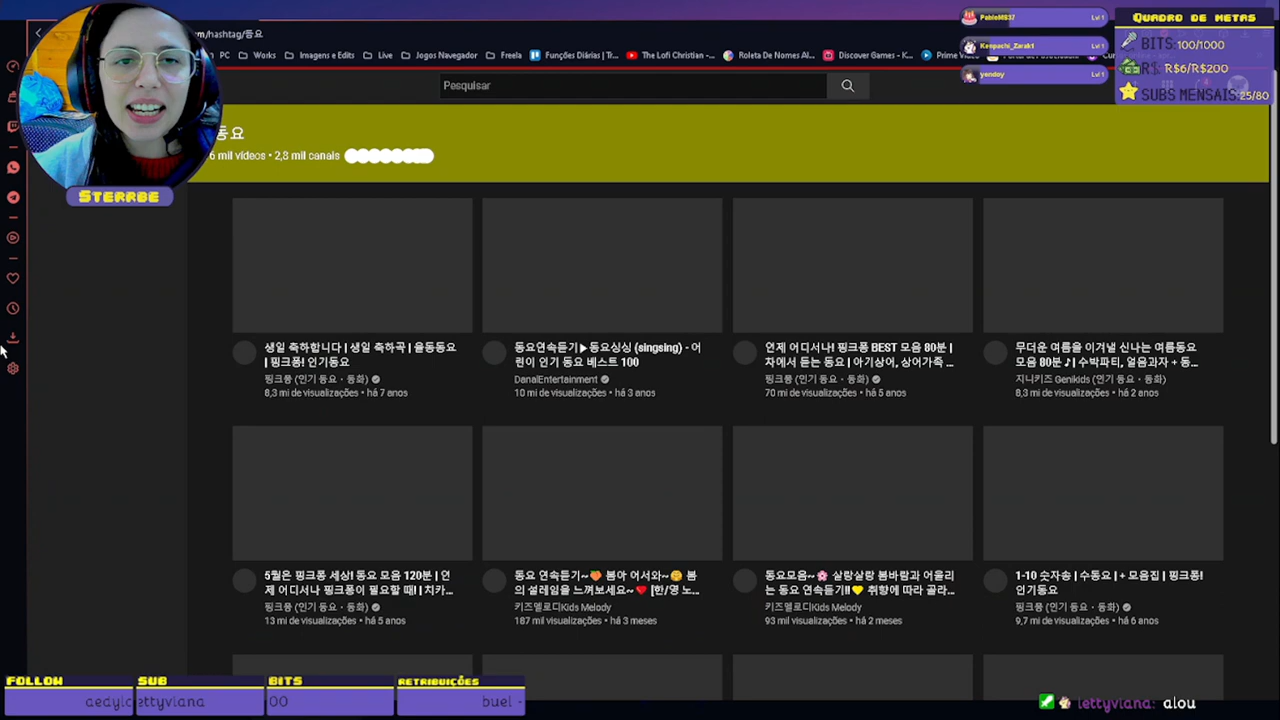 m/hashtag/동요
PabloMS37 Lvl 1
Kenpachi_Zaraki Lvl 1
yendoy Lvl 1
Quadro de metas
BITS: 100/1000
R$: R$6/R$200
SUBS MENSAIS: 25/80
PC Works Imagens e Edits Live Jogos Navegador Freela Funções Diárias | Tr... The Lofi Christian -... Roleta De Nomes Al... Discover Games - K... Prime Video
Pesquisar
동요
6 mil vídeos • 2,8 mil canais
Sterrbe
생일 축하합니다 | 생일 축하곡 | 율동동요
| 핑크퐁! 인기동요
핑크퐁 (인기 동요・동화)
8,3 mi de visualizações • há 7 anos
동요연속듣기▶동요싱싱 (singsing) - 어
린이 인기 동요 베스트 100
DanalEntertainment
10 mi de visualizações • há 3 anos
언제 어디서나! 핑크퐁 BEST 모음 80분 |
차에서 듣는 동요 | 아기상어, 상어가족 ...
핑크퐁 (인기 동요・동화)
70 mi de visualizações • há 5 anos
무더운 여름을 이겨낼 신나는 여름동요
모음 80분 ♪ | 수박파티, 얼음과자 + 동...
지니키즈 Genikids (인기 동요・동화)
8,3 mi de visualizações • há 2 anos
5월은 핑크퐁 세상! 동요 모음 120분 | 언
제 어디서나 핑크퐁이 필요할 때! | 치카...
핑크퐁 (인기 동요・동화)
13 mi de visualizações • há 5 anos
동요 연속듣기~🍑 봄아 어서와~🌼 봄
의 설레임을 느껴보세요~❤️ [한/영 노...
키즈멜로디Kids Melody
187 mil visualizações • há 3 meses
동요모음~🌸 살랑살랑 봄바람과 어울리
는 동요 연속듣기!!💛 취향에 따라 골라...
키즈멜로디Kids Melody
93 mil visualizações • há 2 meses
1-10 숫자송 | 수동요 | + 모음집 | 핑크퐁!
인기동요
핑크퐁 (인기 동요・동화)
9,7 mi de visualizações • há 6 anos
FOLLOW SUB BITS RETRIBUIÇÕES
aedylc ettyviana 00 buel -
lettyviana: alou